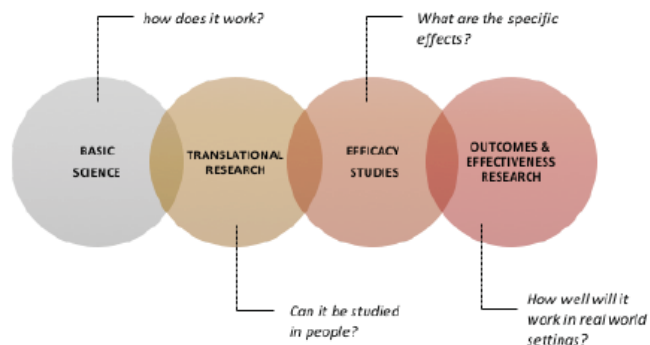 how does it work?
What are the specific
effects?
BASIC
SCIENCE
TRANSLATIONAL
RESEARCH
EFFICACY
STUDIES
OUTCOMES &
EFFECTIVENESS
RESEARCH
Can it be studied
in people?
How well will it
work in real world
settings?